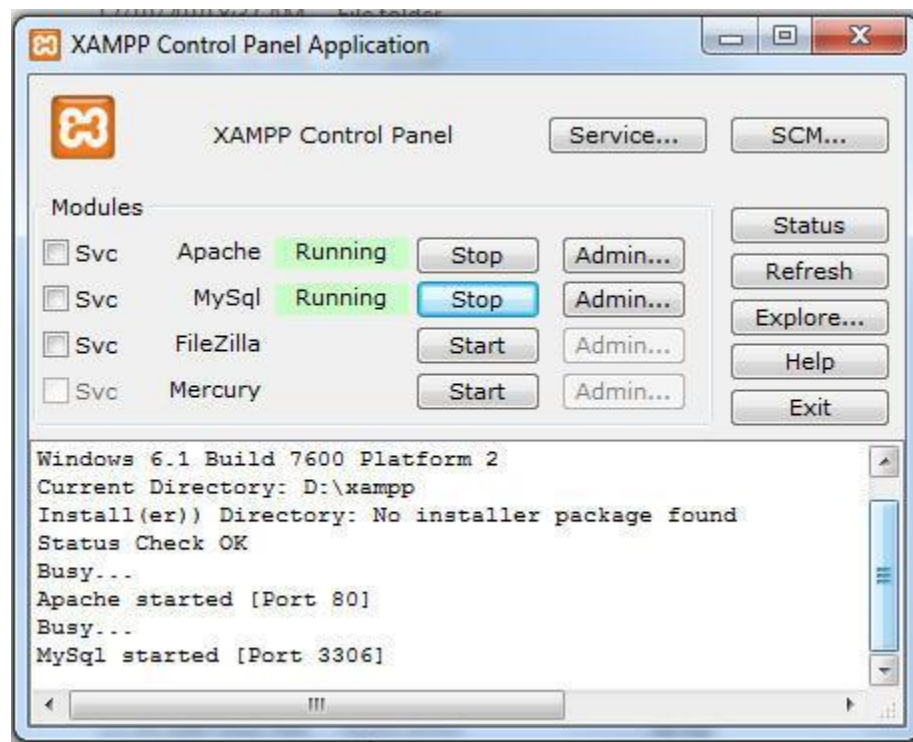 XAMPP Control Panel Application
XAMPP Control Panel Service... SCM...
Modules
Status
Svc Apache Running Stop Admin...
Refresh
Svc MySql Running Stop Admin...
Explore...
Svc FileZilla Start Admin...
Help
Svc Mercury Start Admin...
Exit
Windows 6.1 Build 7600 Platform 2
Current Directory: D:\xampp
Install(er)) Directory: No installer package found
Status Check OK
Busy...
Apache started [Port 80]
Busy...
MySql started [Port 3306]